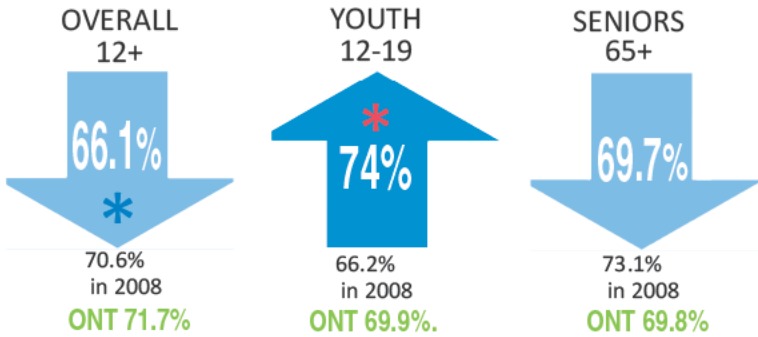 OVERALL
12+
66.1%
*
70.6%
in 2008
ONT 71.7%
YOUTH
12-19
*
74%
66.2%
in 2008
ONT 69.9%.
SENIORS
65+
69.7%
73.1%
in 2008
ONT 69.8%